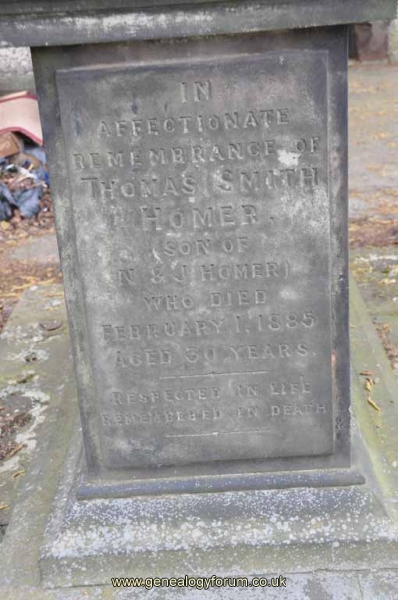 IN
AFFECTIONATE
REMEMBRANCE OF
THOMAS SMITH
HOMER.
(SON OF
N & J HOMER)
WHO DIED
FEBRUARY 1, 1885
AGED 30 YEARS.
RESPECTED IN LIFE
REMEMBERED IN DEATH
www.genealogyforum.co.uk